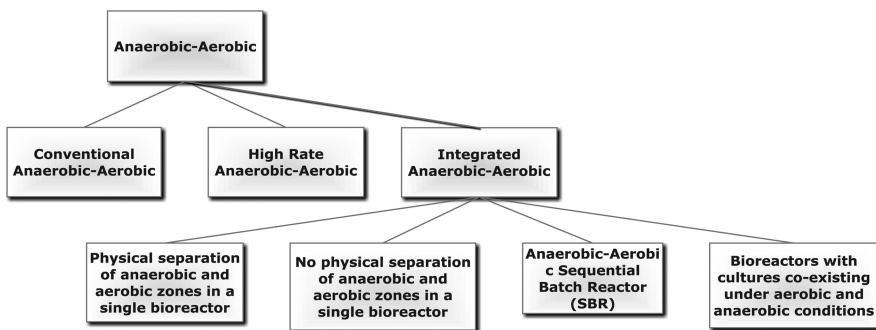 Anaerobic-Aerobic
Conventional
Anaerobic-Aerobic
High Rate
Anaerobic-Aerobic
Integrated
Anaerobic-Aerobic
Physical separation
of anaerobic and
aerobic zones in a
single bioreactor
No physical separation
of anaerobic and
aerobic zones in a
single bioreactor
Anaerobic-Aerobi
c Sequential
Batch Reactor
(SBR)
Bioreactors with
cultures co-existing
under aerobic and
anaerobic conditions